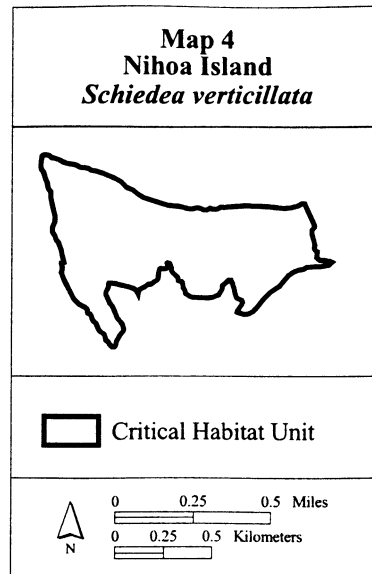 Map 4
Nihoa Island
Schiedea verticillata
Critical Habitat Unit
0 0.25 0.5 Miles
0 0.25 0.5 Kilometers
N